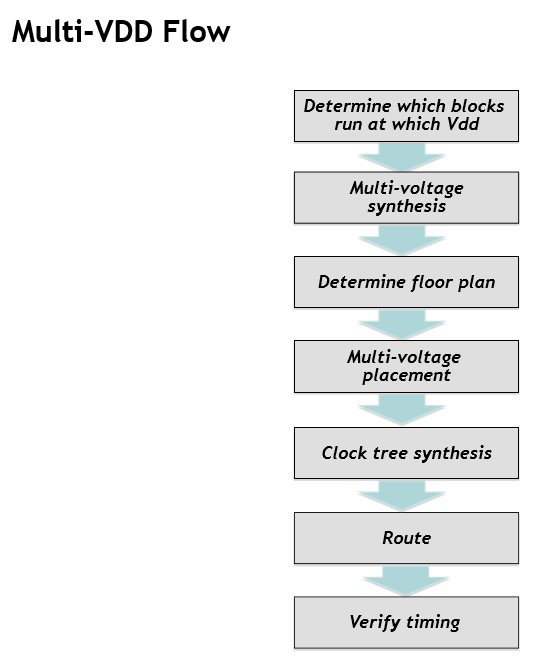 Multi-VDD Flow
Determine which blocks
run at which Vdd
Multi-voltage
synthesis
Determine floor plan
Multi-voltage
placement
Clock tree synthesis
Route
Verify timing